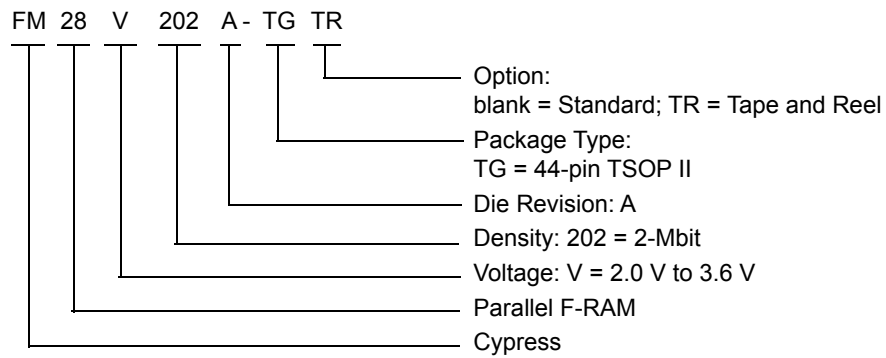 FM 28 V 202 A - TG TR
Option:
blank = Standard; TR = Tape and Reel
Package Type:
TG = 44-pin TSOP II
Die Revision: A
Density: 202 = 2-Mbit
Voltage: V = 2.0 V to 3.6 V
Parallel F-RAM
Cypress